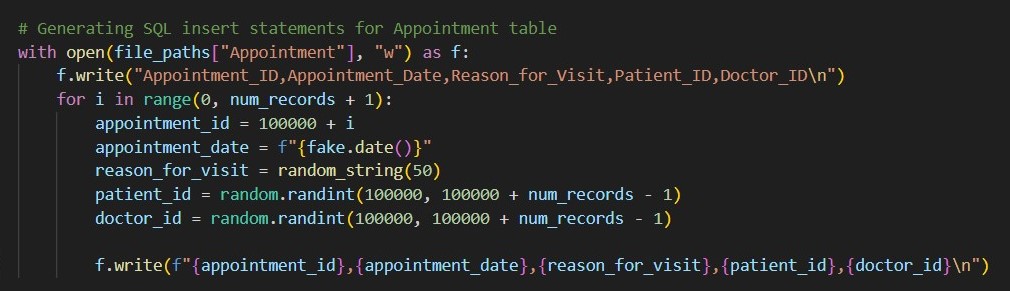 # Generating SQL insert statements for Appointment table
with open(file_paths["Appointment"], "w") as f:
    f.write("Appointment_ID,Appointment_Date,Reason_for_Visit,Patient_ID,Doctor_ID\n")
    for i in range(0, num_records + 1):
        appointment_id = 100000 + i
        appointment_date = f"{fake.date()}"
        reason_for_visit = random_string(50)
        patient_id = random.randint(100000, 100000 + num_records - 1)
        doctor_id = random.randint(100000, 100000 + num_records - 1)

        f.write(f"{appointment_id},{appointment_date},{reason_for_visit},{patient_id},{doctor_id}\n")